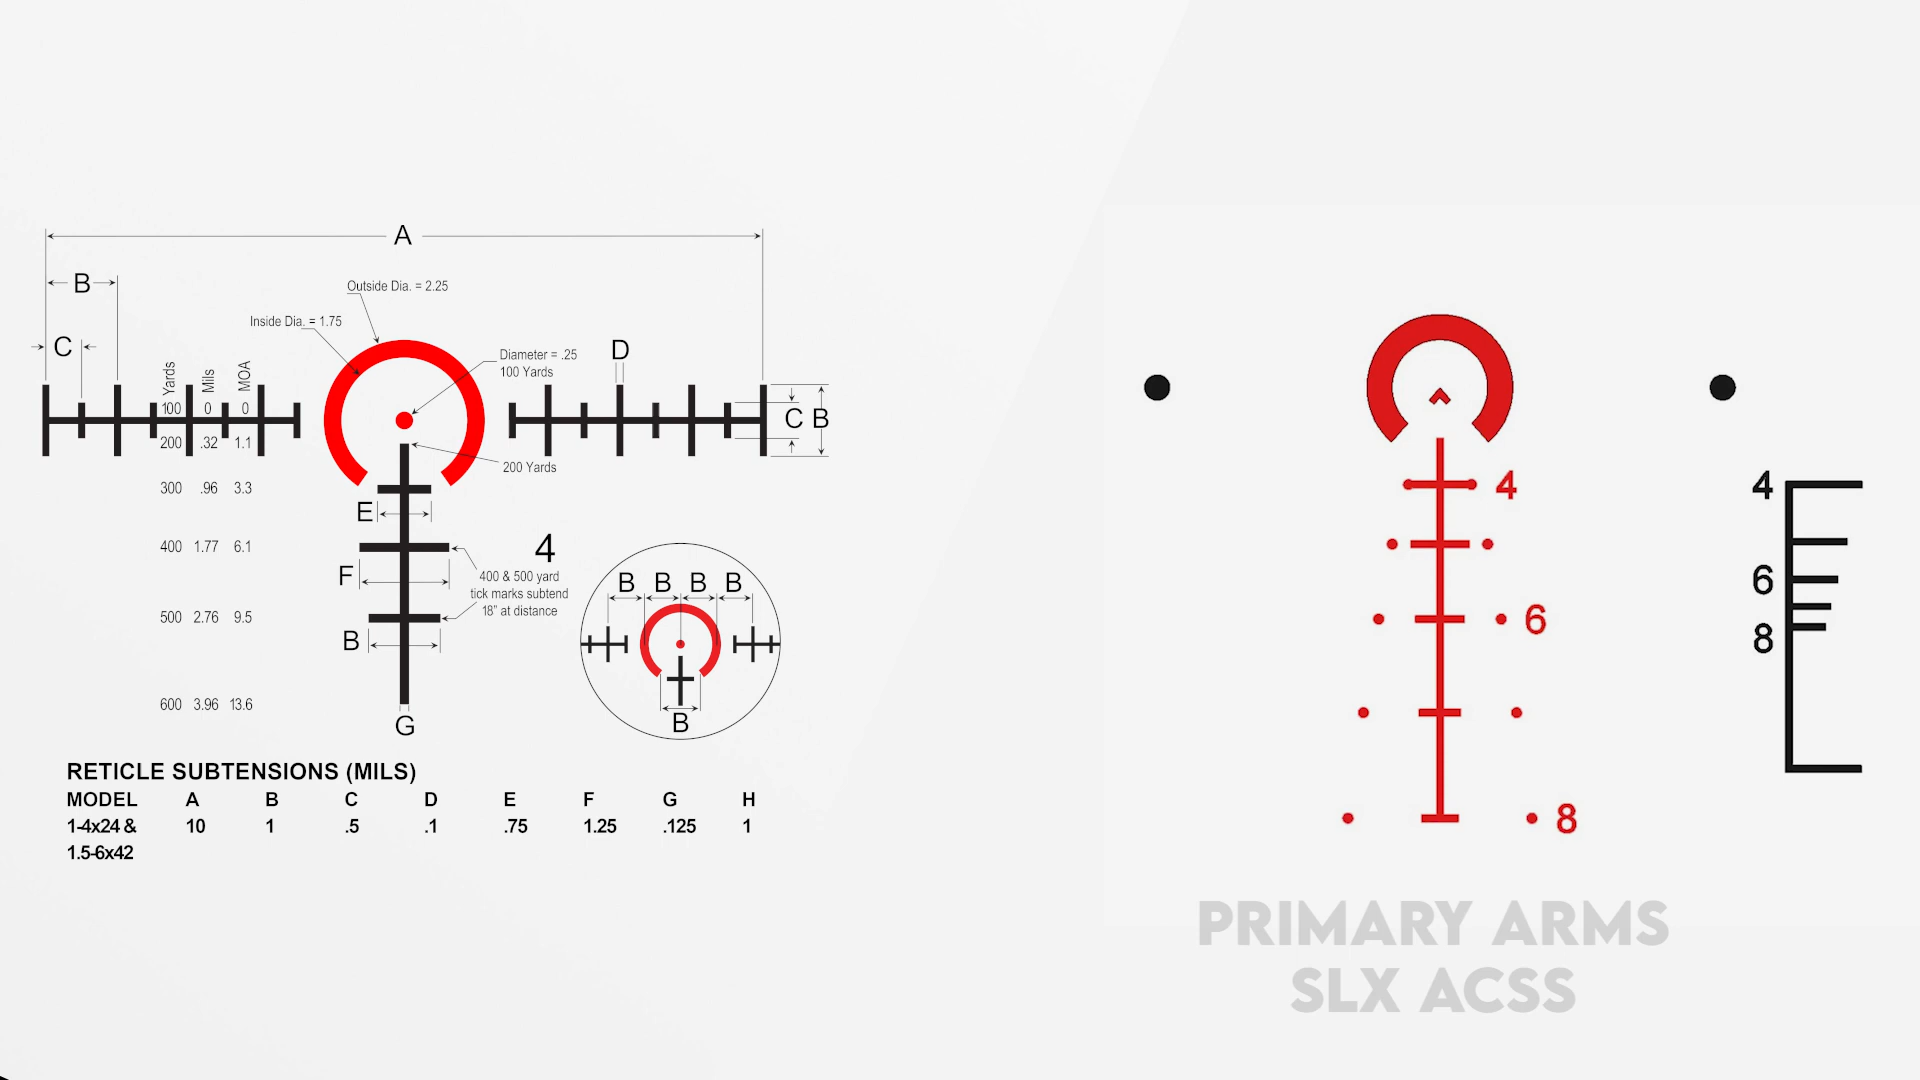 A
B
Outside Dia. = 2.25
Inside Dia. = 1.75
C
D
Diameter = .25
100 Yards
Yards Mils MOA
100 0 0
C B
200 .32 1.1
200 Yards
300 .96 3.3
E
400 1.77 6.1
4
F
400 & 500 yard
tick marks subtend
18" at distance
B B B B
500 2.76 9.5
B
600 3.96 13.6
G
B
RETICLE SUBTENSIONS (MILS)
MODEL A B C D E F G H
1-4x24 & 10 1 .5 .1 .75 1.25 .125 1
1.5-6x42
4
6
8
4
6
8
PRIMARY ARMS
SLX ACSS